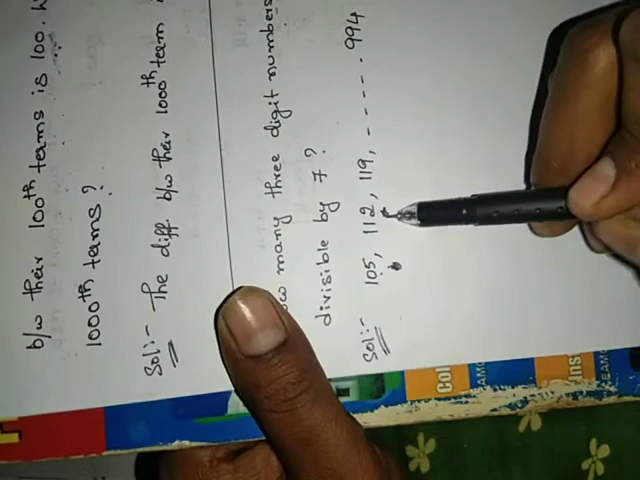 b/w their 100th terms is 100.
1000th terms?
Sol:- The diff b/w their 1000th term
many three digit numbers
divisible by 7?
Sol:- 105, 112, 119, - - - - - . 994
Col